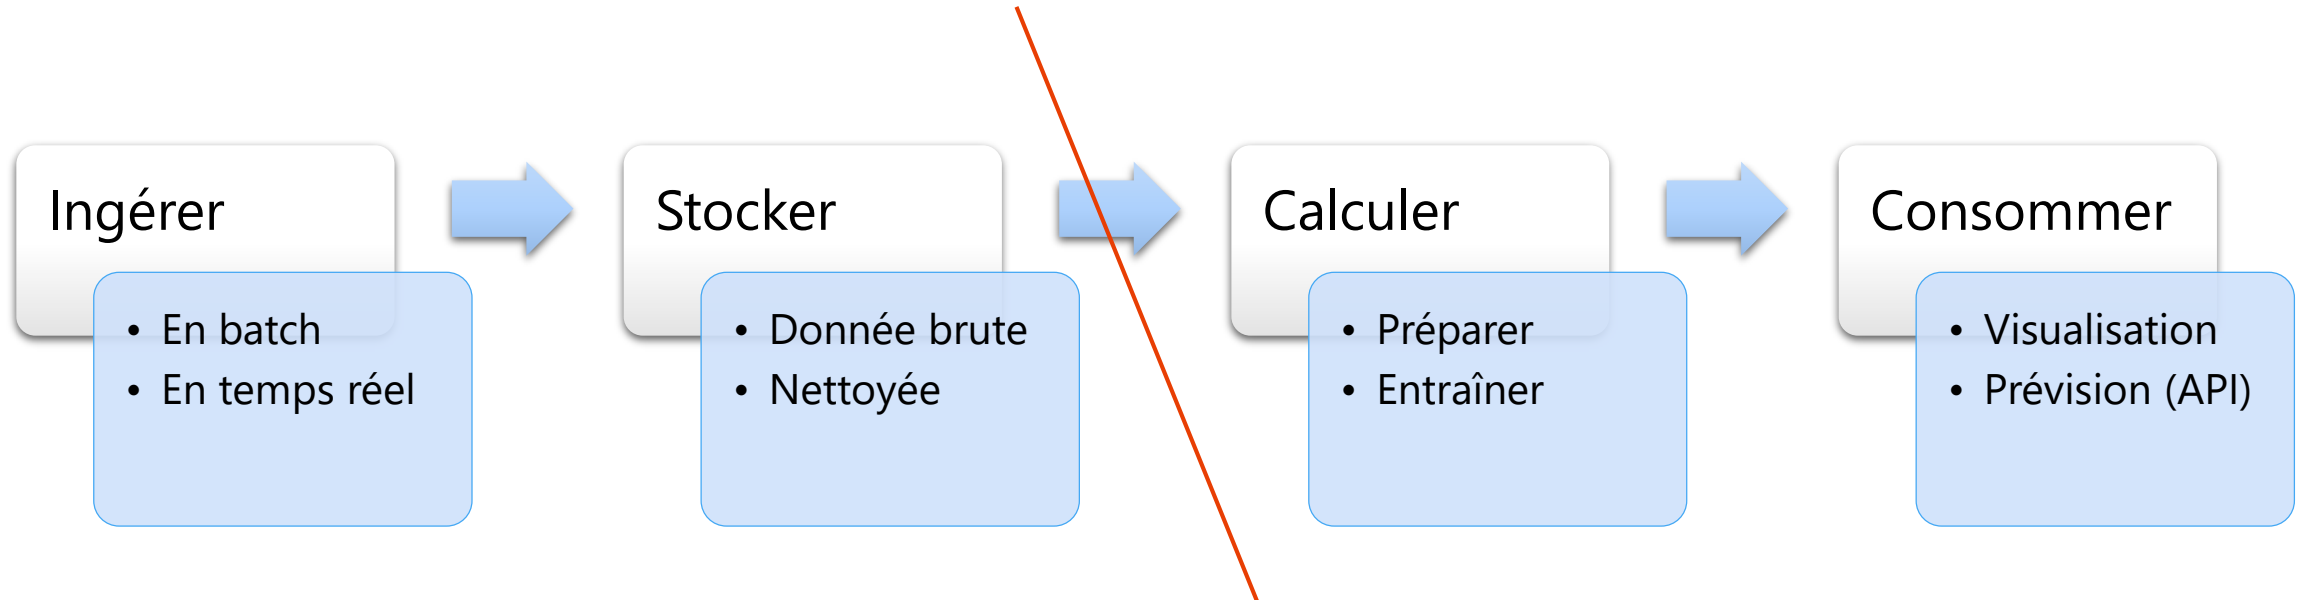 Ingérer
• En batch
• En temps réel
Stocker
• Donnée brute
• Nettoyée
Calculer
• Préparer
• Entraîner
Consommer
• Visualisation
• Prévision (API)